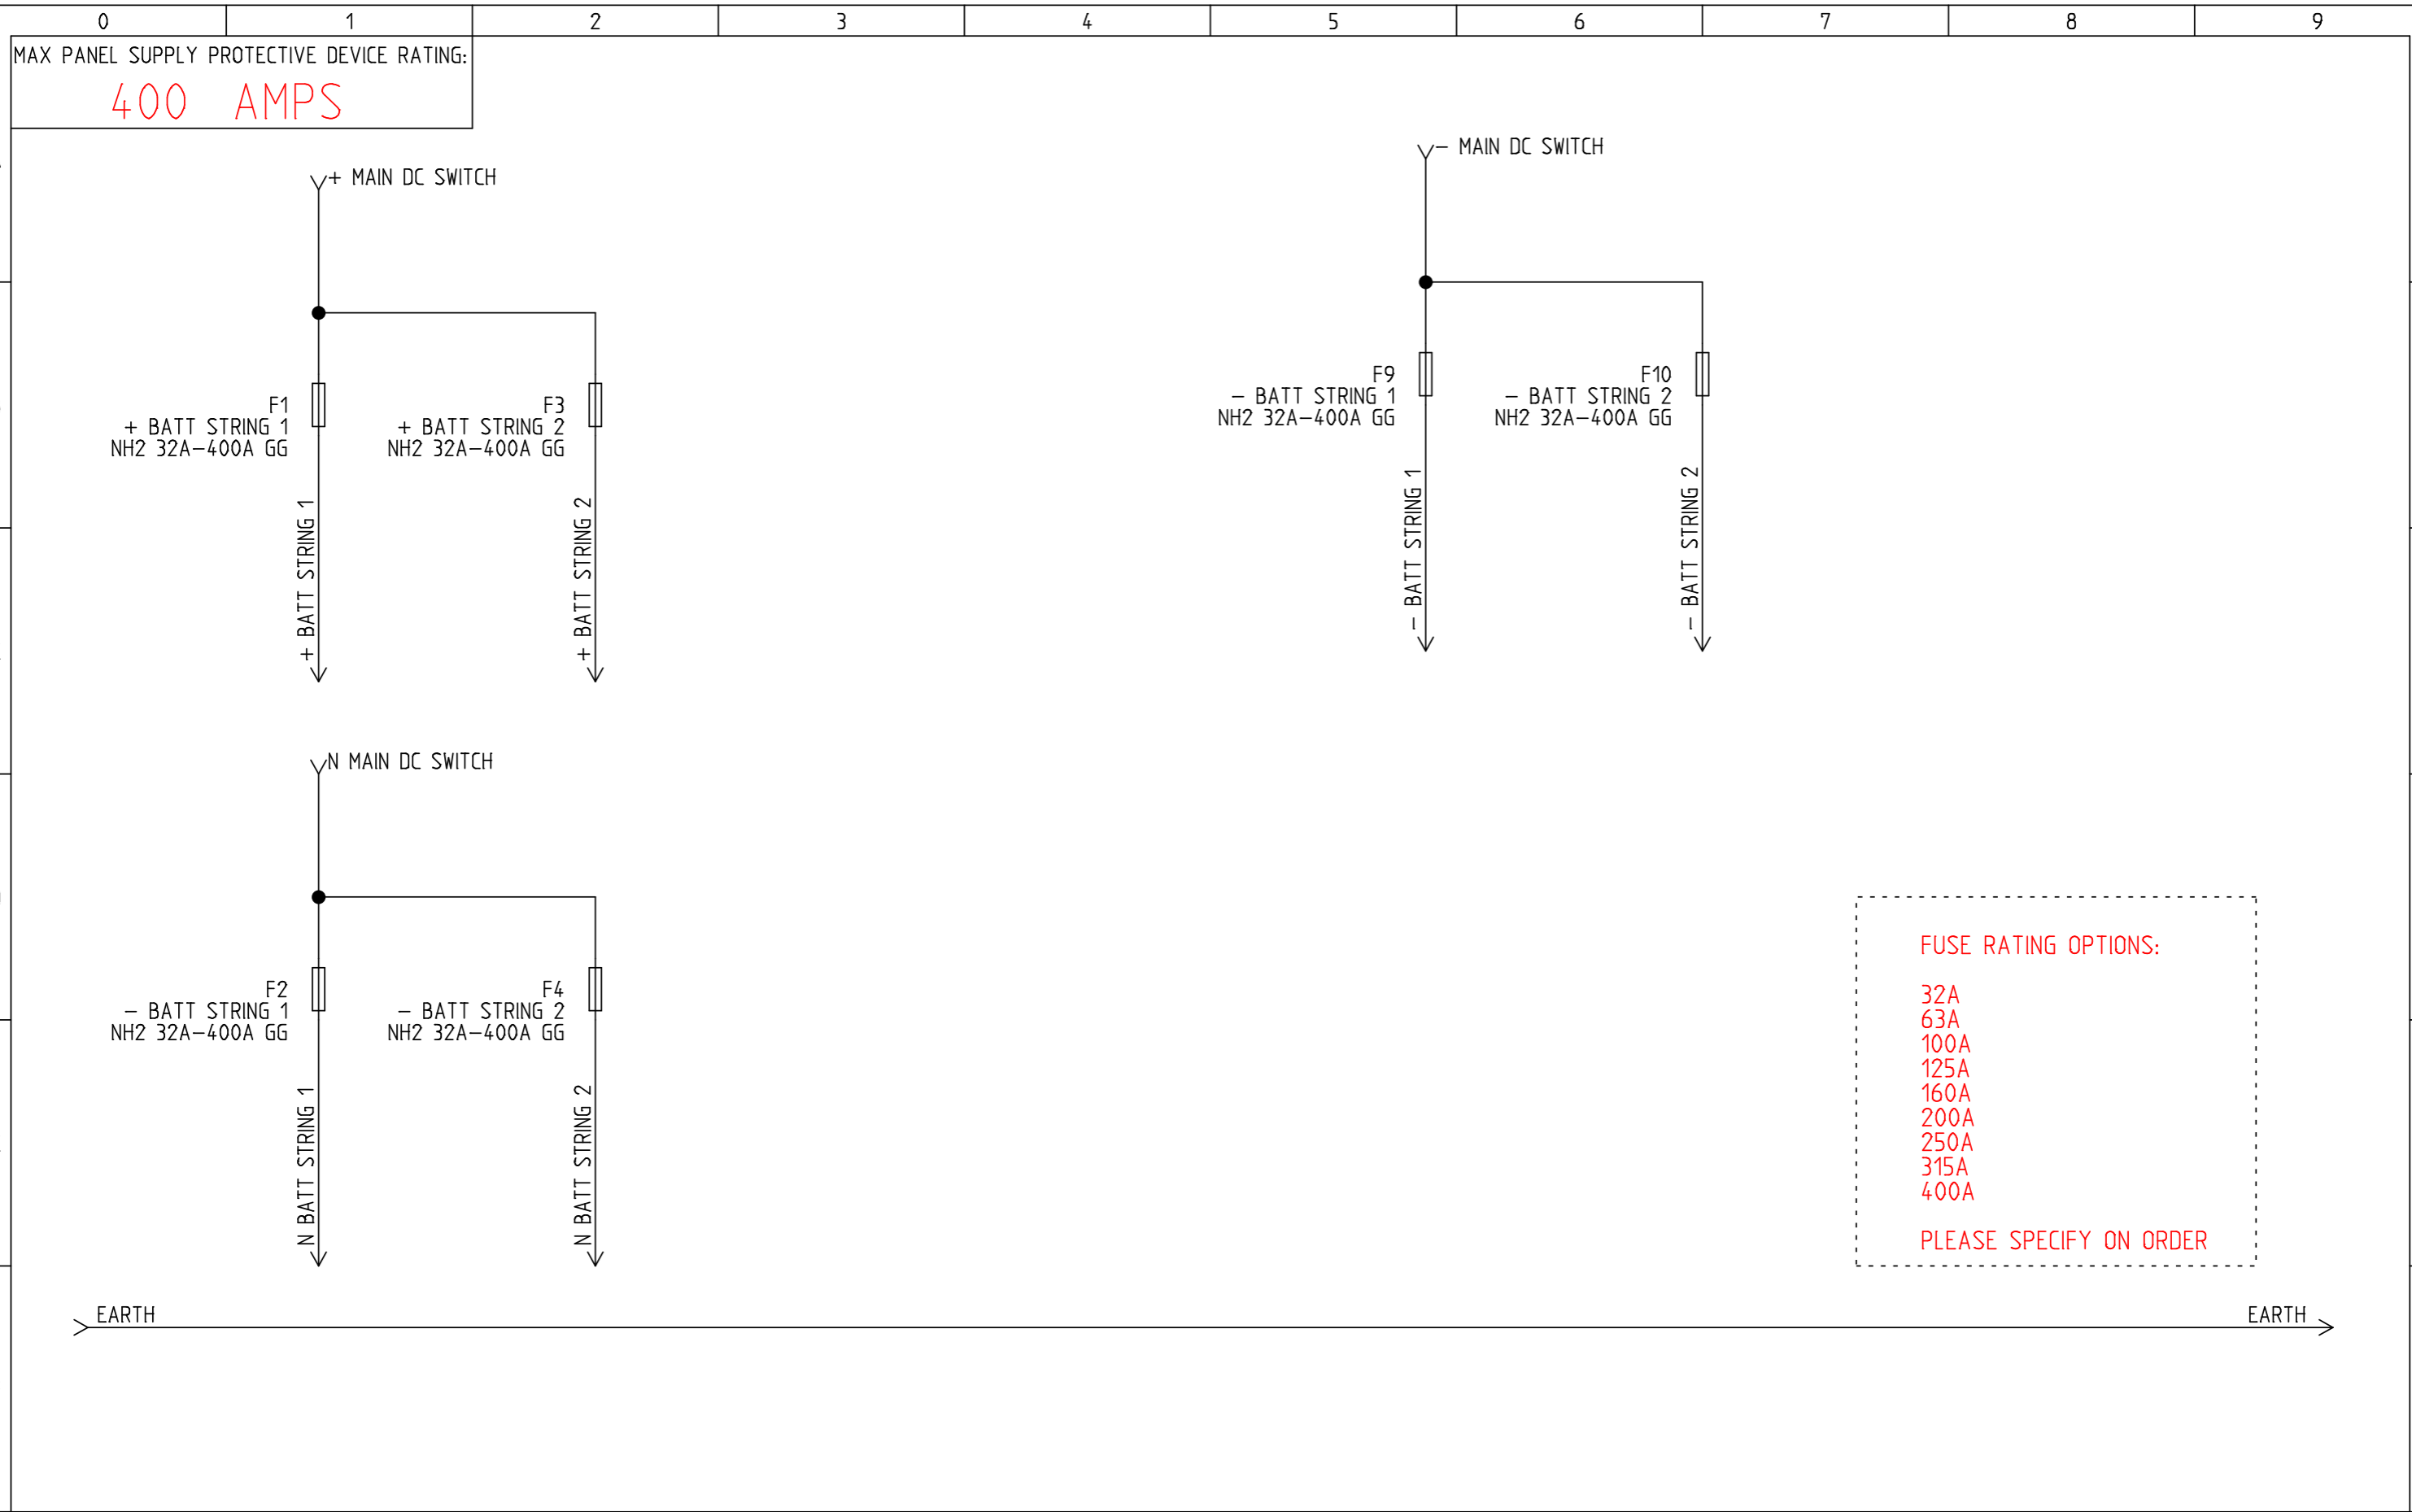 0 1 2 3 4 5 6 7 8 9
MAX PANEL SUPPLY PROTECTIVE DEVICE RATING:
400 AMPS
+ MAIN DC SWITCH
F1
+ BATT STRING 1
NH2 32A-400A GG
+ BATT STRING 1
F3
+ BATT STRING 2
NH2 32A-400A GG
+ BATT STRING 2
- MAIN DC SWITCH
F9
- BATT STRING 1
NH2 32A-400A GG
- BATT STRING 1
F10
- BATT STRING 2
NH2 32A-400A GG
- BATT STRING 2
N MAIN DC SWITCH
F2
- BATT STRING 1
NH2 32A-400A GG
N BATT STRING 1
F4
- BATT STRING 2
NH2 32A-400A GG
N BATT STRING 2
FUSE RATING OPTIONS:
32A
63A
100A
125A
160A
200A
250A
315A
400A
PLEASE SPECIFY ON ORDER
EARTH
EARTH